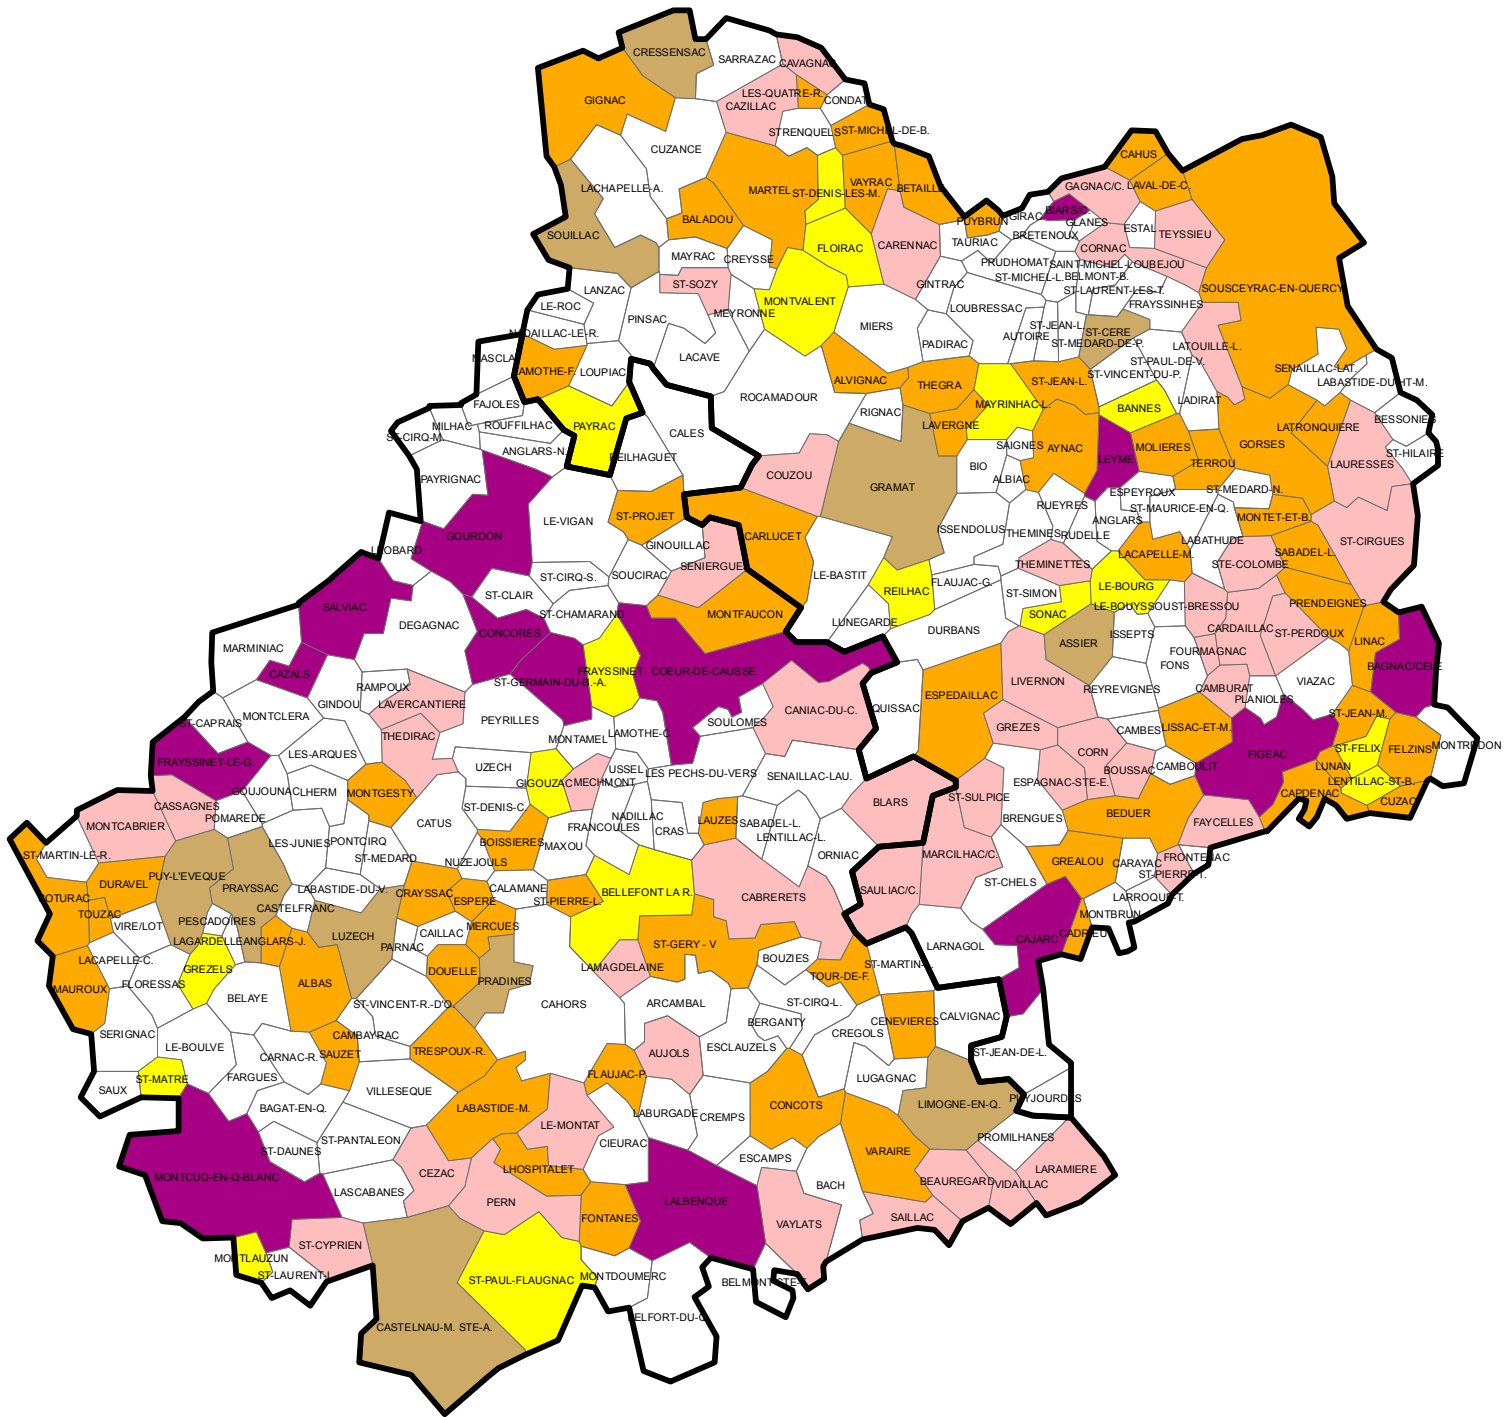 CRESSENSAC
SARRAZAC
CAVAGNAC
GIGNAC
LES-QUATRE-R.
CAZILLAC
CONDAT
STRENQUELS
ST-MICHEL-DE-B.
CUZANCE
CAHUS
LACHAPELLE-A.
MARTEL
ST-DENIS-LES-M.
VAYRAC
BETAILLE
GAGNAC/C.
LAVAL-DE-C.
BALADOU
PUYBRUN
GIRAC
BIARS/C.
GLANES
ESTAL
TEYSSIEU
SOUILLAC
FLOIRAC
CARENNAC
TAURIAC
BRETENOUX
CORNAC
MAYRAC
CREYSSE
PRUDHOMAT
SAINT-MICHEL-LOUBEJOU
ST-MICHEL-L.
BELMONT-B.
LANZAC
ST-SOZY
MONTVALENT
GINTRAC
ST-LAURENT-LES-T.
SOUSCEYRAC-EN-QUERCY
LE-ROC
PINSAC
MEYRONNE
LOUBRESSAC
FRAYSSINHES
MIERS
ST-JEAN-L.
ST-CERE
AUTOIRE
ST-MEDARD-DE-P.
LATOUILLE-L.
PADIRAC
LACAVE
ST-PAUL-DE-V.
LOUPIAC
ST-VINCENT-DU-P.
SENAILLAC-LAT.
ALVIGNAC
THEGRA
ST-JEAN-L.
ROCAMADOUR
RIGNAC
MAYRINHAC-L.
BANNES
LADIRAT
FAJOLES
MILHAC
ROUFFILHAC
PAYRAC
LAVERGNE
BESSONIES
LATRONQUIERE
ST-CIRQ-M.
ANGLARS-N.
CALES
SAIGNES
AYNAC
LEYME
MOLIERES
GORSES
ST-HILAIRE
TERROU
LAURESSES
PAYRIGNAC
COUZOU
GRAMAT
BIO
ALBIAC
ST-MEDARD-N.
ESPEYROUX
RUEYRES
ST-MAURICE-EN-Q.
ST-PROJET
LE-VIGAN
ANGLARS
MONTET-ET-B.
GOURDON
CARLUCET
ISSENDOLUS
THEMINES
RUDELLE
LABATHUDE
ST-CIRGUES
GINOUILLAC
LACAPELLE-M.
SABADEL-L.
THEMINETTES
STE-COLOMBE
SENIERGUES
SOUCIRAC
LE-BASTIT
ST-CIRQ-S.
FLAUJAC-G.
REILHAC
LE-BOURG
ST-CLAIR
ST-SIMON
SALVIAC
ST-CHAMARAND
MONTFAUCON
SONAC
ST-BRESSOU
PRENDEIGNES
LUNEGARDE
DEGAGNAC
CONCORES
DURBANS
ASSIER
ISSEPTS
CARDAILLAC
ST-PERDOUX
LINAC
MARMINIAC
FOURMAGNAC
FRAYSSINET
COEUR-DE-CAUSSE
FONS
BAGNAC/CELE
CAZALS
ST-GERMAIN-DU-B.-A.
LIVERNON
VIAZAC
RAMPOUX
REYREVIGNES
CAMBURAT
ESPEDAILLAC
PLANIOLES
GINDOU
LAVERCANTIERE
QUISSAC
CANIAC-DU-C.
ST-JEAN-M.
MONTCLERA
PEYRILLES
SOULOMES
GREZES
ST-CAPRAIS
LISSAC-ET-M.
CAMBES
LAMOTHE-C.
THEDIRAC
MONTAMEL
MONTREDON
ST-FELIX
FELZINS
LES-ARQUES
CORN
FIGEAC
FRAYSSINET-LE-G.
UZECH
USSEL
CAMBOULIT
LUNAN
LES PECHS-DU-VERS
SENAILLAC-LAU.
BOUSSAC
GIGOUZAC
ESPAGNAC-STE-E.
LENTILLAC-ST-B.
LHERM
MONTGESTY
CAPDENAC
CUZAC
ST-SULPICE
CASSAGNES
ST-DENIS-C.
BLARS
BEDUER
POMAREDE
NADILLAC
BRENGUES
LAUZES
FAYCELLES
MONTCABRIER
CATUS
FRANCOULES
CRAS
SABADEL-L.
LENTILLAC-L.
LES-JUNIES
PONTCIRQ
BOISSIERES
MAXOU
MARCILHAC/C.
ORNIAC
ST-MARTIN-LE-R.
ST-MEDARD
NUZEJOULS
GREALOU
CARAYAC
FRONTENAC
PUY-L'EVEQUE
ST-CHELS
DURAVEL
PRAYSSAC
LABASTIDE-DU-V.
CALAMANE
BELLEFONT LA R.
SAULIAC/C.
CRAYSSAC
ESPERE
ST-PIERRE-L.
CABRERETS
CASTELFRANC
TOUZAC
PESCADOIRES
MONTBRUN
VIRE/LOT
MERCUES
CAILLAC
LUZECH
CAJARC
CADRIEU
LAGARDELLE
ANGLARS-J.
PARNAC
ST-GERY - V
LARNAGOL
LACAPELLE-C.
BOUZIES
GREZELS
LAMAGDELAINE
DOUELLE
PRADINES
TOUR-DE-F.
FLORESSAS
ALBAS
MAUROUX
BELAYE
ST-VINCENT-R.-D'O.
CAHORS
ARCAMBAL
ST-CIRQ-L.
CALVIGNAC
BERGANTY
CENEVIERES
SERIGNAC
CAMBAYRAC
CREGOLS
LE-BOULVE
ESCLAUZELS
TRESPOUX-R.
SAUZET
AUJOLS
CARNAC-R.
ST-JEAN-DE-L.
FARGUES
ST-MATRE
FLAUJAC-P.
LUGAGNAC
SAUX
VILLESEQUE
PUYJOURDES
LIMOGNE-EN-Q.
CONCOTS
BAGAT-EN-Q.
LABASTIDE-M.
LABURGADE
CREMPS
LE-MONTAT
PROMILHANES
ST-PANTALEON
CIEURAC
ST-DAUNES
VARAIRE
ESCAMPS
LARAMIERE
MONTCUQ-EN-Q-BLANC
CEZAC
LHOSPITALET
BEAUREGARD
BACH
VIDAILLAC
LASCABANES
PERN
LALBENQUE
FONTANES
SAILLAC
VAYLATS
ST-CYPRIEN
MONTLAUZUN
MONTDOUMERC
ST-PAUL-FLAUGNAC
CASTELNAU-M. STE-A.